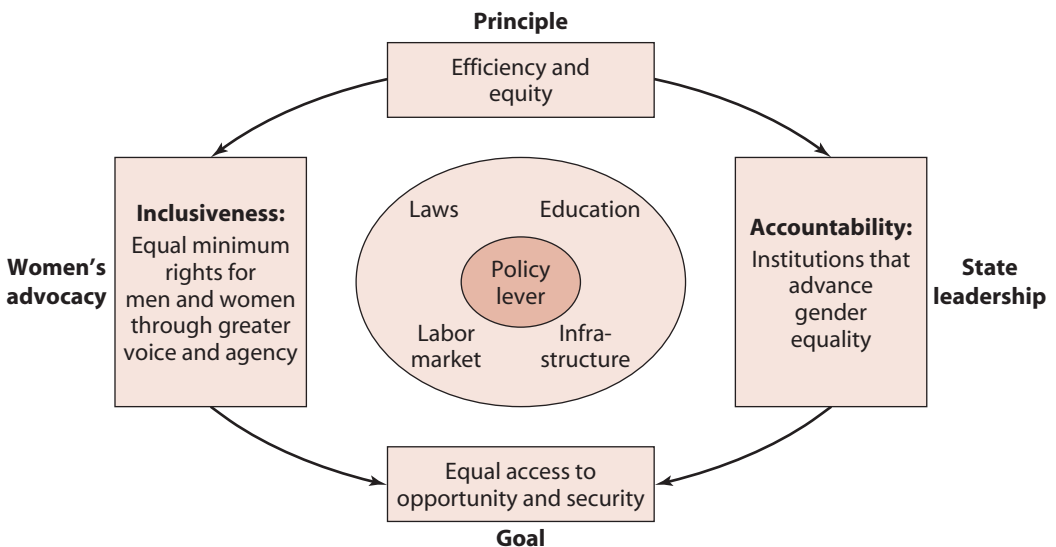 Principle
Efficiency and
equity
Women's
advocacy
Inclusiveness:
Equal minimum
rights for
men and women
through greater
voice and agency
Laws
Education
Policy
lever
Labor
market
Infra-
structure
Accountability:
Institutions that
advance
gender
equality
State
leadership
Equal access to
opportunity and security
Goal